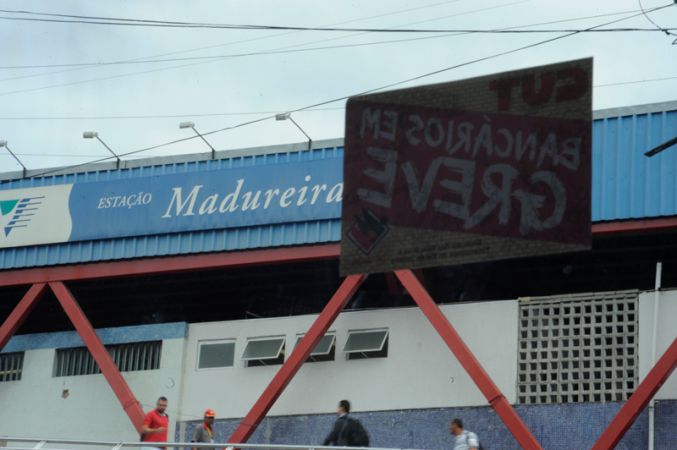 ESTAÇÃO Madureira
CUT
BANCÁRIOS EM
GREVE